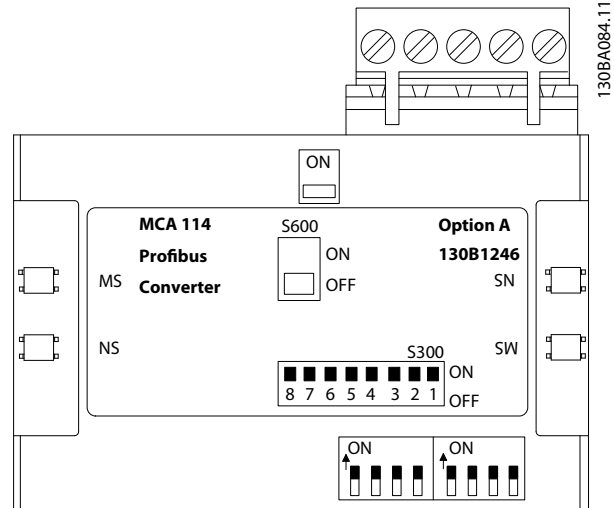 130BA084.11
ON
MCA 114 S600 Option A
Profibus ON 130B1246
MS Converter OFF SN
NS S300 SW
ON
8 7 6 5 4 3 2 1 OFF
ON ON